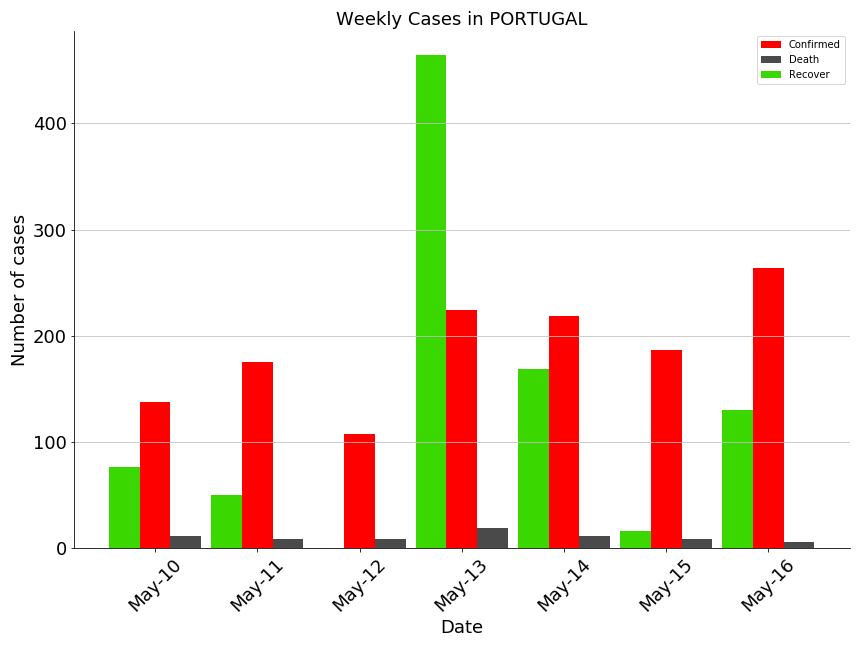 Weekly Cases in PORTUGAL
Confirmed
Death
Recover
Number of cases
400
300
200
100
0
May-10
May-11
May-12
May-13
May-14
May-15
May-16
Date